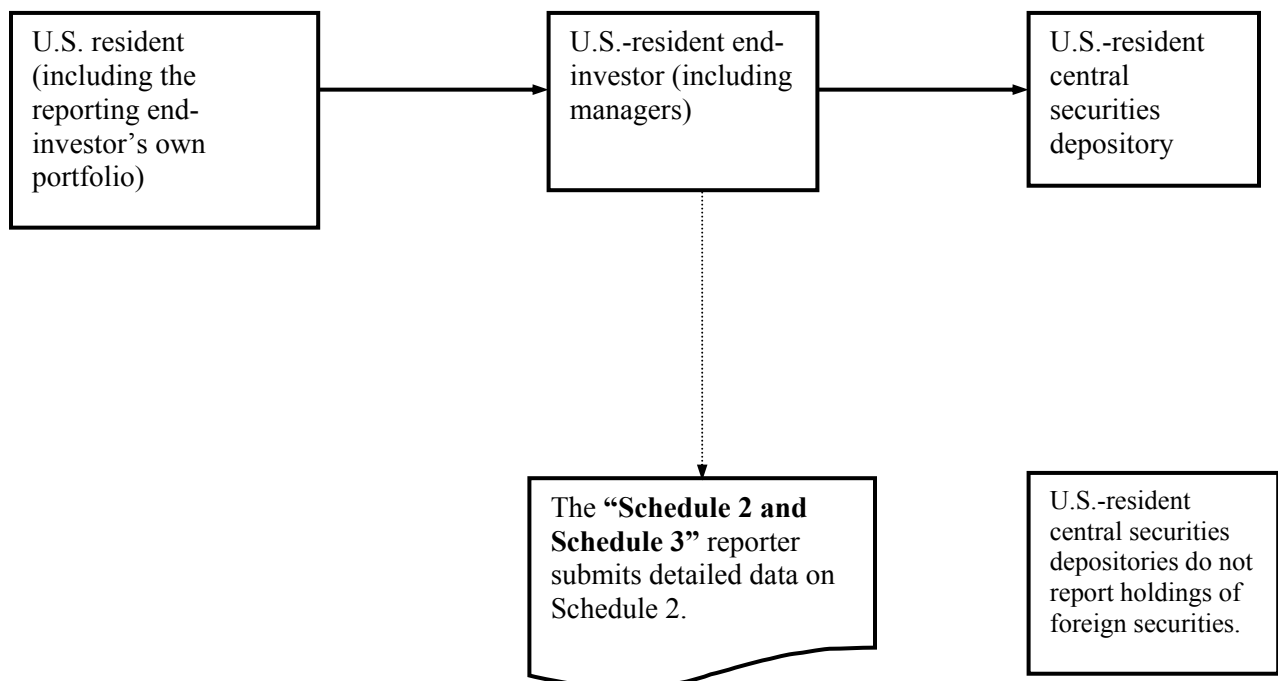 U.S. resident
(including the
reporting end-
investor’s own
portfolio)
U.S.-resident end-
investor (including
managers)
U.S.-resident
central
securities
depository
The “Schedule 2 and
Schedule 3” reporter
submits detailed data on
Schedule 2.
U.S.-resident
central securities
depositories do not
report holdings of
foreign securities.